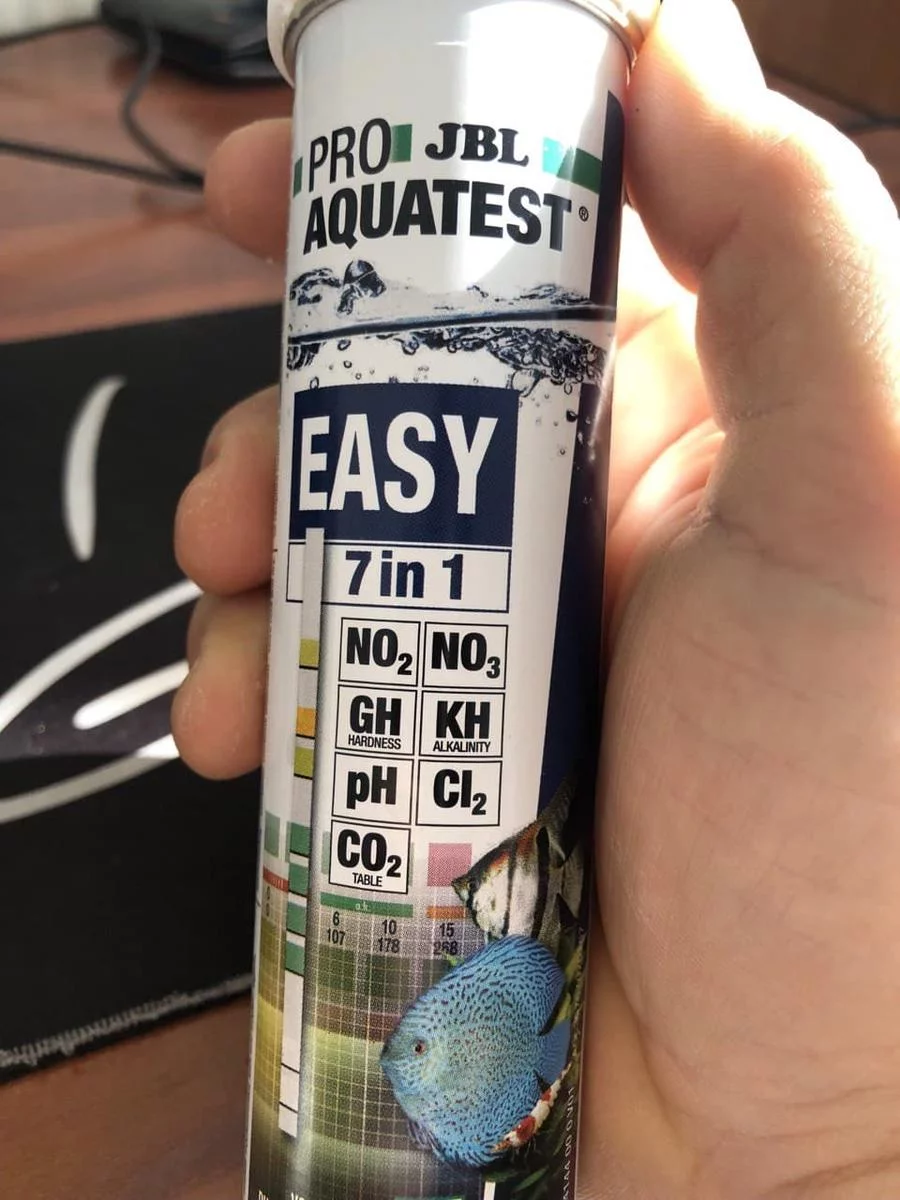 PRO JBL
AQUATEST®
EASY
7 in 1
NO₂ NO₃
GH KH
HARDNESS ALKALINITY
pH Cl₂
CO₂
TABLE
o.k.
6 10 15
107 178 268